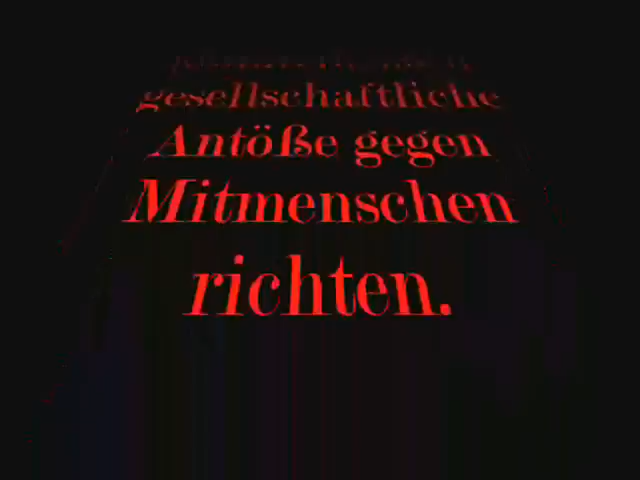 gesellschaftliche
Antöße gegen
Mitmenschen
richten.